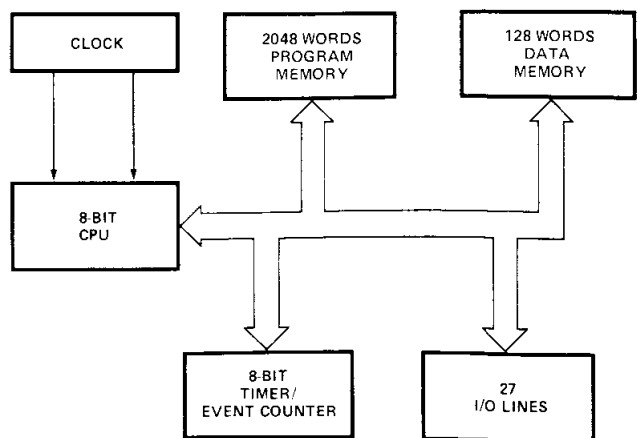 CLOCK
2048 WORDS
PROGRAM
MEMORY
128 WORDS
DATA
MEMORY
8-BIT
CPU
8-BIT
TIMER/
EVENT COUNTER
27
I/O LINES